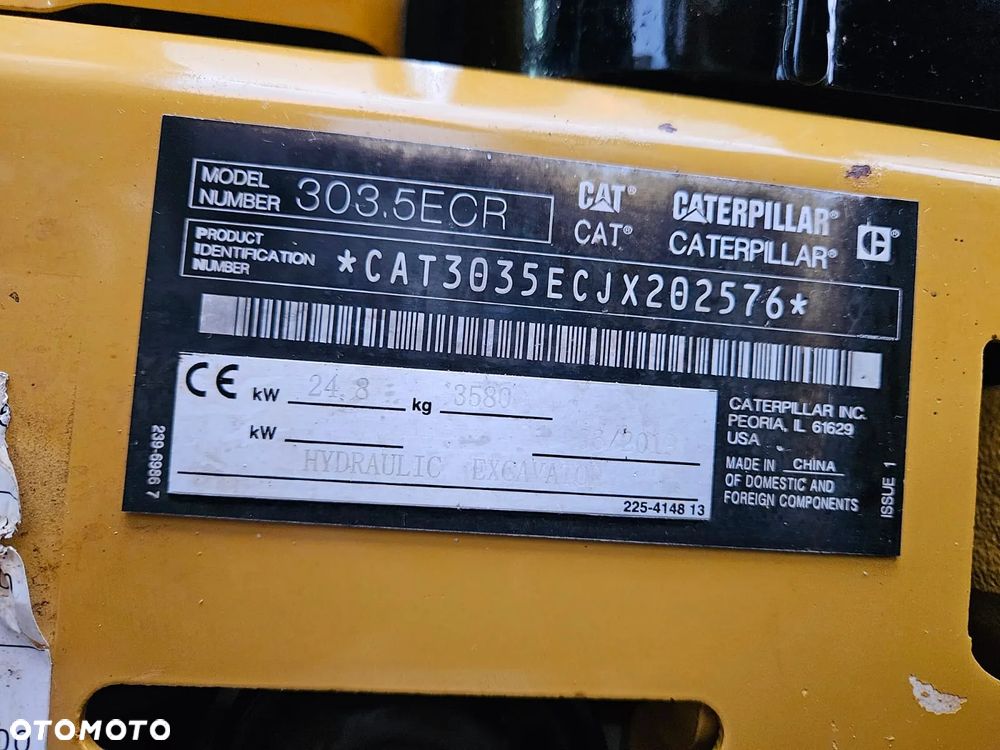 MODEL NUMBER 303.5ECR
CAT® CATERPILLAR®
CAT® CATERPILLAR®
PRODUCT IDENTIFICATION NUMBER *CAT3035ECJX202576*
CE kW 24.8 kg 3580
kW
HYDRAULIC EXCAVATOR
225-4148 13
239-6986 7
CATERPILLAR INC.
PEORIA, IL 61629
USA
MADE IN CHINA
OF DOMESTIC AND
FOREIGN COMPONENTS
ISSUE 1
OTOMOTO